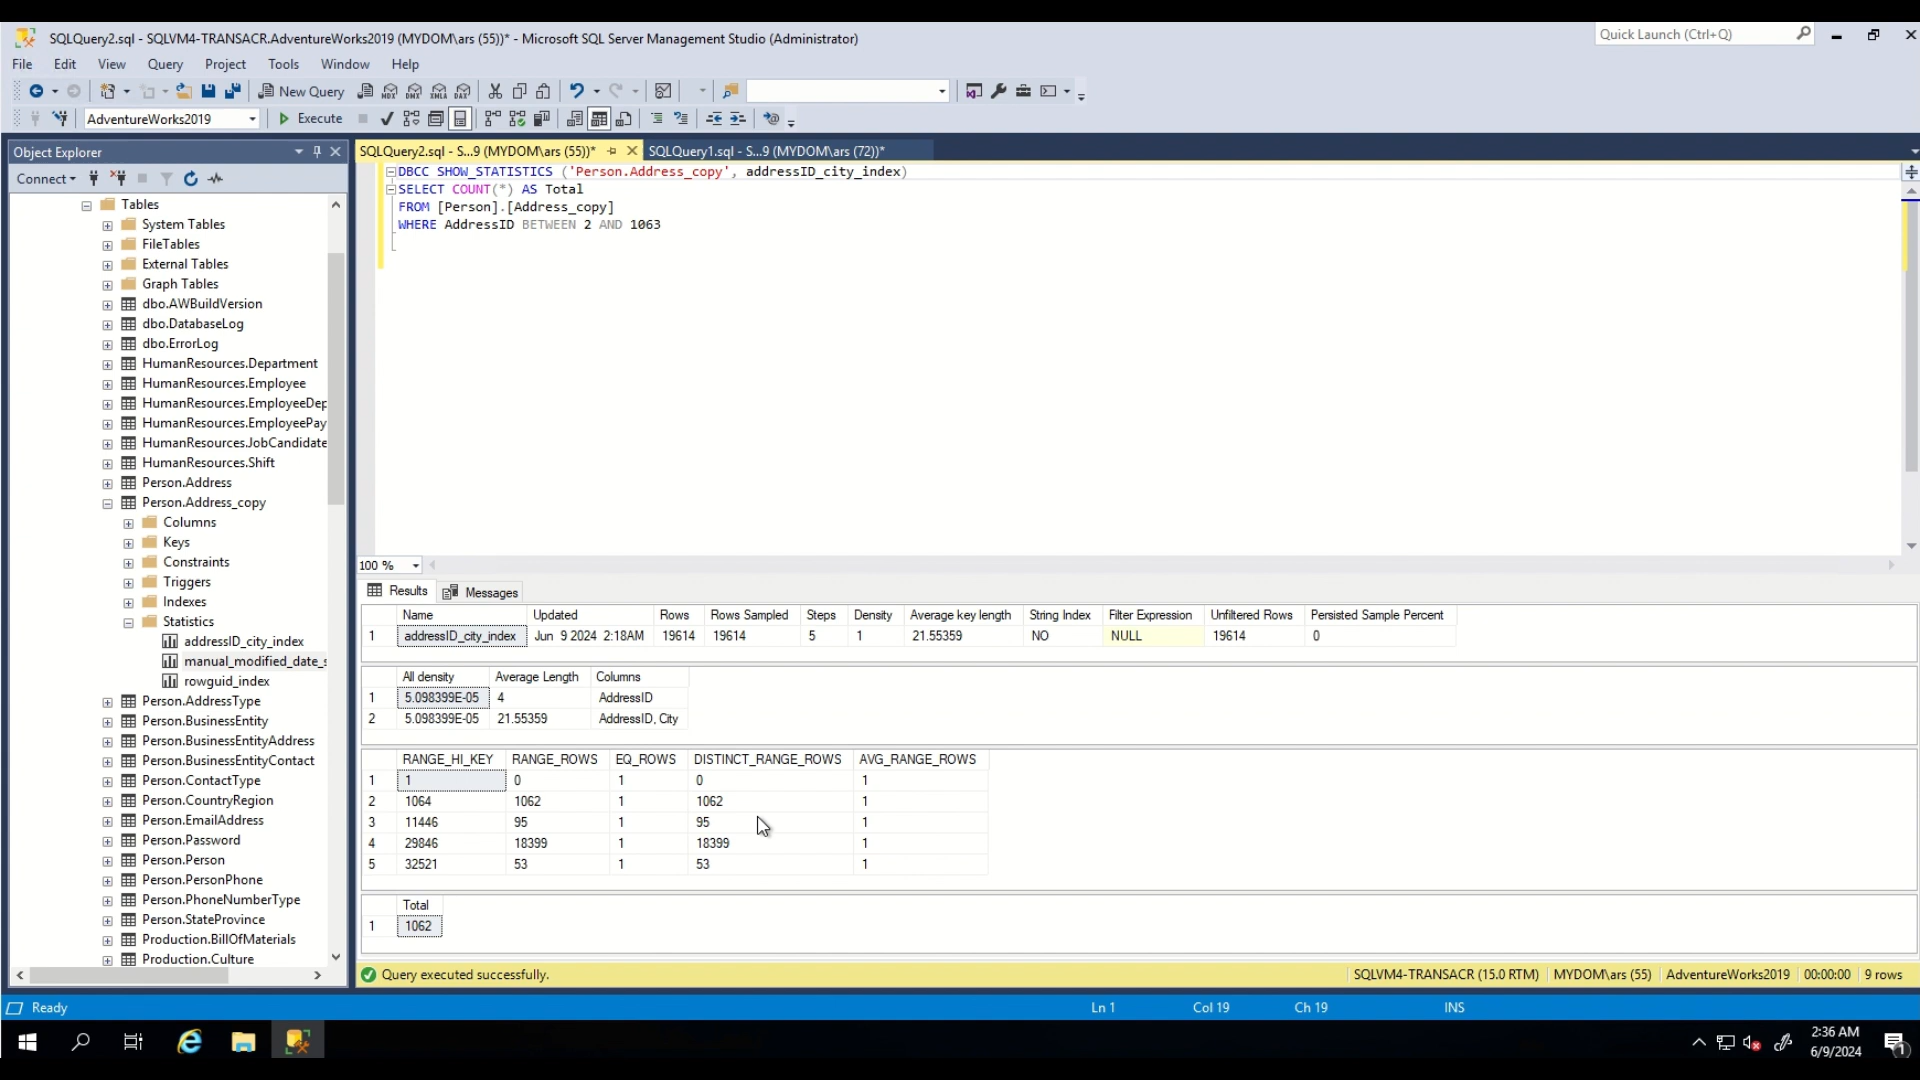 SQLQuery2.sql - SQLVM4-TRANSACR.AdventureWorks2019 (MYDOM\ars (55))* - Microsoft SQL Server Management Studio (Administrator)
Quick Launch (Ctrl+Q)
File Edit View Query Project Tools Window Help
New Query
MDX DMX XMLA DAX
AdventureWorks2019
Execute
Object Explorer
SQLQuery2.sql - S...9 (MYDOM\ars (55))*
SQLQuery1.sql - S...9 (MYDOM\ars (72))*
Connect
Tables
System Tables
FileTables
External Tables
Graph Tables
dbo.AWBuildVersion
dbo.DatabaseLog
dbo.ErrorLog
HumanResources.Department
HumanResources.Employee
HumanResources.EmployeeDep
HumanResources.EmployeePay
HumanResources.JobCandidate
HumanResources.Shift
Person.Address
Person.Address_copy
Columns
Keys
Constraints
Triggers
Indexes
Statistics
addressID_city_index
manual_modified_date_s
rowguid_index
Person.AddressType
Person.BusinessEntity
Person.BusinessEntityAddress
Person.BusinessEntityContact
Person.ContactType
Person.CountryRegion
Person.EmailAddress
Person.Password
Person.Person
Person.PersonPhone
Person.PhoneNumberType
Person.StateProvince
Production.BillOfMaterials
Production.Culture
DBCC SHOW_STATISTICS ('Person.Address_copy', addressID_city_index)
SELECT COUNT(*) AS Total
FROM [Person].[Address_copy]
WHERE AddressID BETWEEN 2 AND 1063
100 %
Results Messages
Name Updated Rows Rows Sampled Steps Density Average key length String Index Filter Expression Unfiltered Rows Persisted Sample Percent
1 addressID_city_index Jun 9 2024 2:18AM 19614 19614 5 1 21.55359 NO NULL 19614 0
All density Average Length Columns
1 5.098399E-05 4 AddressID
2 5.098399E-05 21.55359 AddressID, City
RANGE_HI_KEY RANGE_ROWS EQ_ROWS DISTINCT_RANGE_ROWS AVG_RANGE_ROWS
1 1 0 1 0 1
2 1064 1062 1 1062 1
3 11446 95 1 95 1
4 29846 18399 1 18399 1
5 32521 53 1 53 1
Total
1 1062
Query executed successfully.
SQLVM4-TRANSACR (15.0 RTM) MYDOM\ars (55) AdventureWorks2019 00:00:00 9 rows
Ready
Ln 1 Col 19 Ch 19 INS
2:36 AM
6/9/2024
1